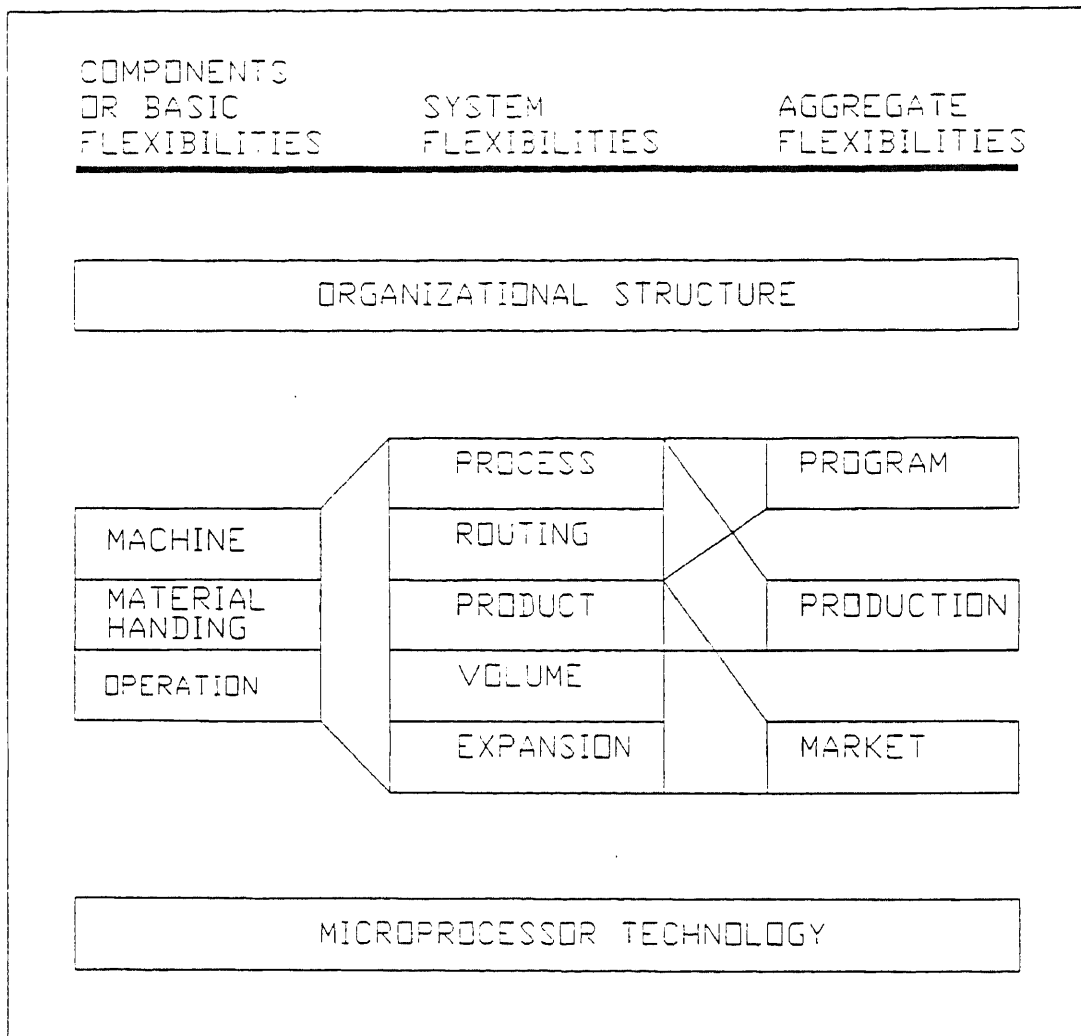 COMPONENTS
OR BASIC
FLEXIBILITIES
SYSTEM
FLEXIBILITIES
AGGREGATE
FLEXIBILITIES
ORGANIZATIONAL STRUCTURE
MACHINE
MATERIAL
HANDING
OPERATION
PROCESS
ROUTING
PRODUCT
VOLUME
EXPANSION
PROGRAM
PRODUCTION
MARKET
MICROPROCESSOR TECHNOLOGY